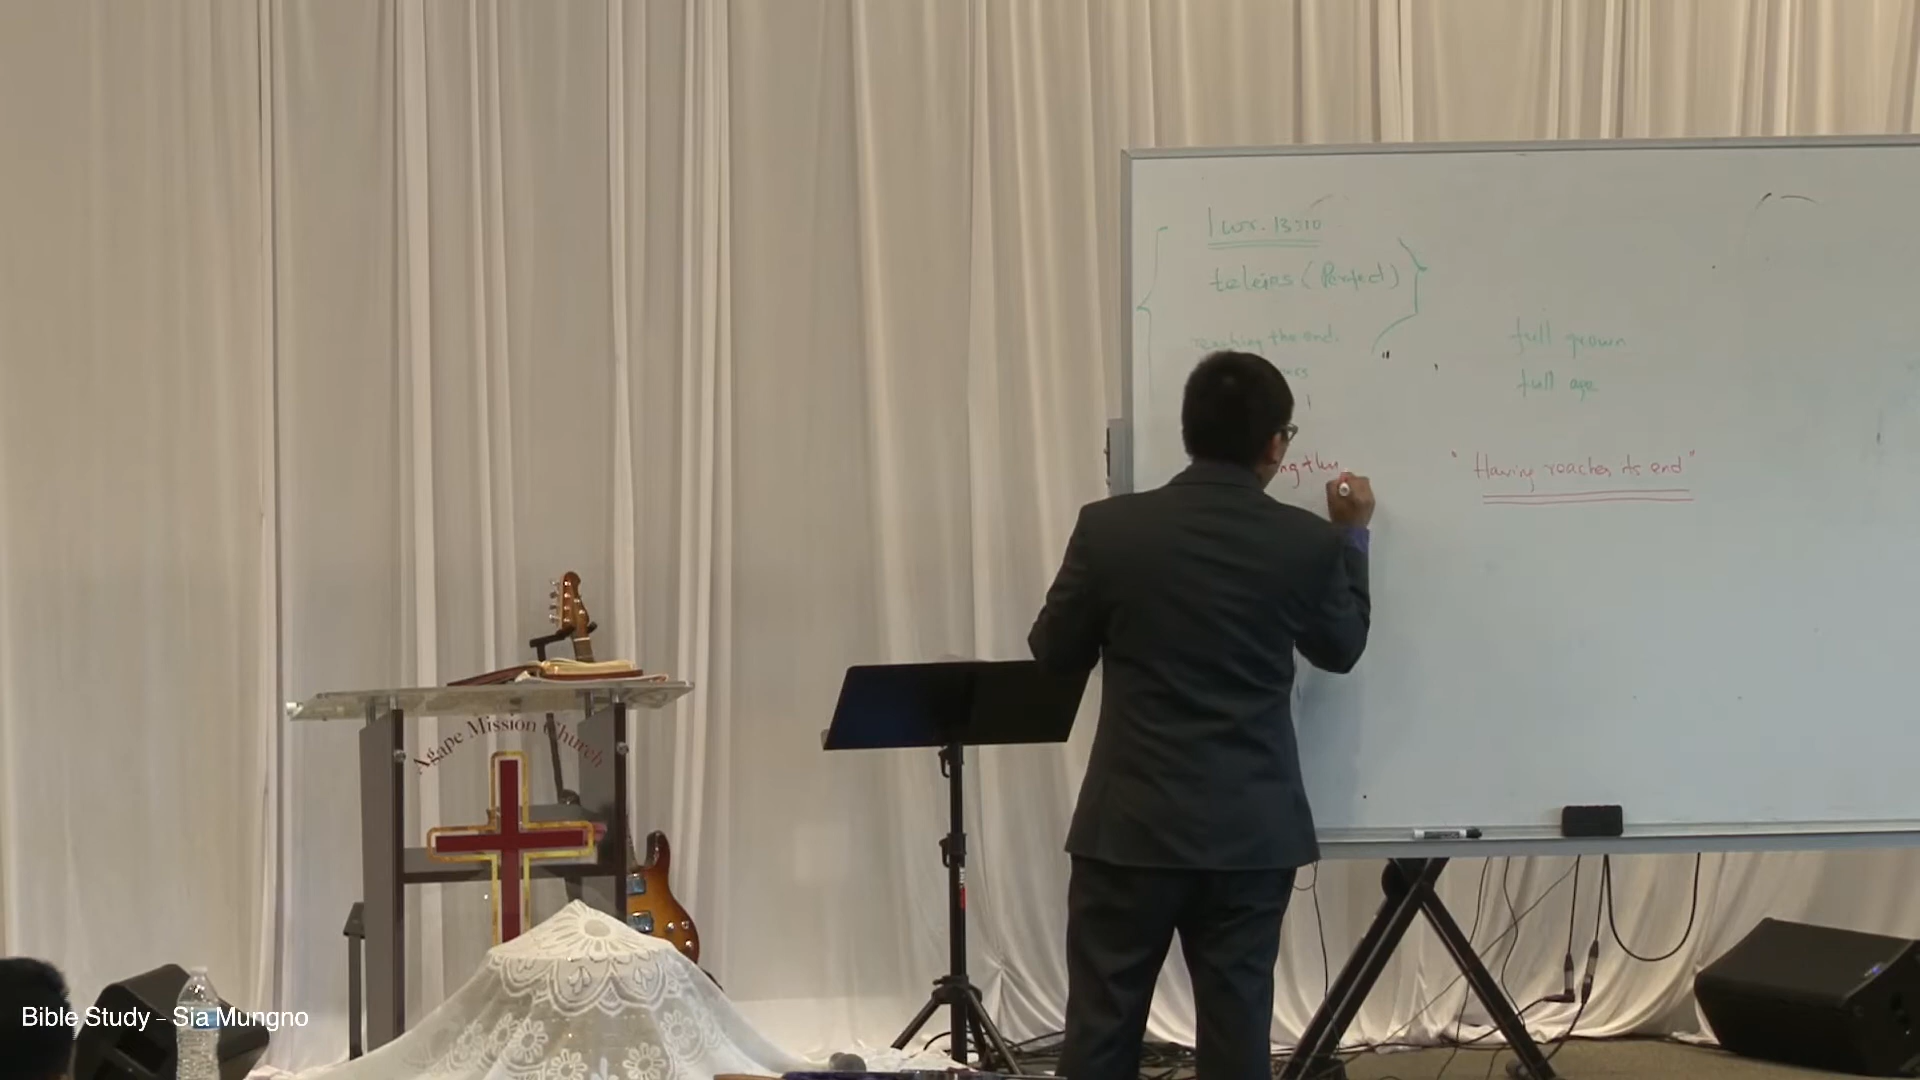 1 cor. 13:10
teleios (Perfect)
reaching the end.
full grown
full age
"Having reaches its end"
Agape Mission Church
Bible Study - Sia Mungno